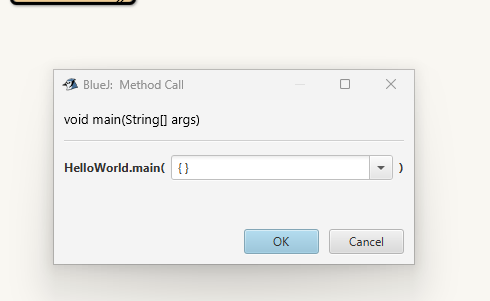 BlueJ: Method Call
void main(String[] args)
HelloWorld.main( { } )
OK Cancel